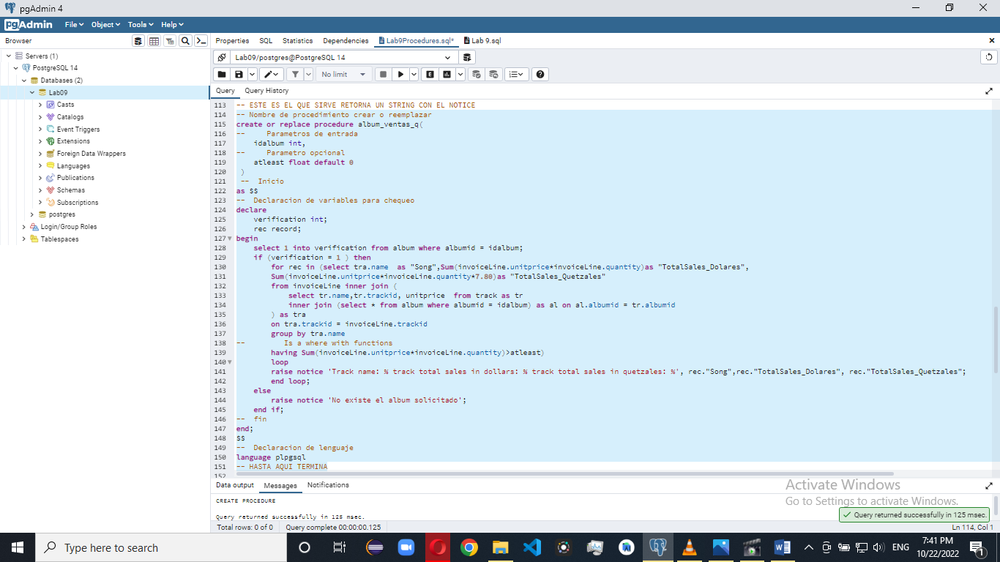 pgAdmin 4
pgAdmin File Object Tools Help
Browser
Properties SQL Statistics Dependencies Lab9Procedures.sql* Lab 9.sql
Servers (1)
PostgreSQL 14
Databases (2)
Lab09
Casts
Catalogs
Event Triggers
Extensions
Foreign Data Wrappers
Languages
Publications
Schemas
Subscriptions
postgres
Login/Group Roles
Tablespaces
Lab09/postgres@PostgreSQL 14
No limit
Query Query History
113 -- ESTE ES EL QUE SIRVE RETORNA UN STRING CON EL NOTICE
114 -- Nombre de procedimiento crear o reemplazar
115 create or replace procedure album_ventas_q(
116 -- Parametros de entrada
117 idalbum int,
118 -- Parametro opcional
119 atleast float default 0
120 )
121 -- Inicio
122 as $$
123 -- Declaracion de variables para chequeo
124 declare
125 verification int;
126 rec record;
127 begin
128 select 1 into verification from album where albumid = idalbum;
129 if (verification = 1 ) then
130 for rec in (select tra.name as "Song",Sum(invoiceLine.unitprice*invoiceLine.quantity)as "TotalSales_Dolares",
131 Sum(invoiceLine.unitprice*invoiceLine.quantity*7.80)as "TotalSales_Quetzales"
132 from invoiceLine inner join (
133 select tr.name,tr.trackid, unitprice from track as tr
134 inner join (select * from album where albumid = idalbum) as al on al.albumid = tr.albumid
135 ) as tra
136 on tra.trackid = invoiceLine.trackid
137 group by tra.name
138 -- Is a where with functions
139 having Sum(invoiceLine.unitprice*invoiceLine.quantity)>atleast)
140 loop
141 raise notice 'Track name: % track total sales in dollars: % track total sales in quetzales: %', rec."Song",rec."TotalSales_Dolares", rec."TotalSales_Quetzales";
142 end loop;
143 else
144 raise notice 'No existe el album solicitado';
145 end if;
146 -- fin
147 end;
148 $$
149 -- Declaracion de lenguaje
150 language plpgsql
151 -- HASTA AQUI TERMINA
152
Data output Messages Notifications
CREATE PROCEDURE
Query returned successfully in 125 msec.
Activate Windows
Go to Settings to activate Windows.
Query returned successfully in 125 msec.
Total rows: 0 of 0 Query complete 00:00:00.125 Ln 114, Col 1
Type here to search
ENG
7:41 PM
10/22/2022
1